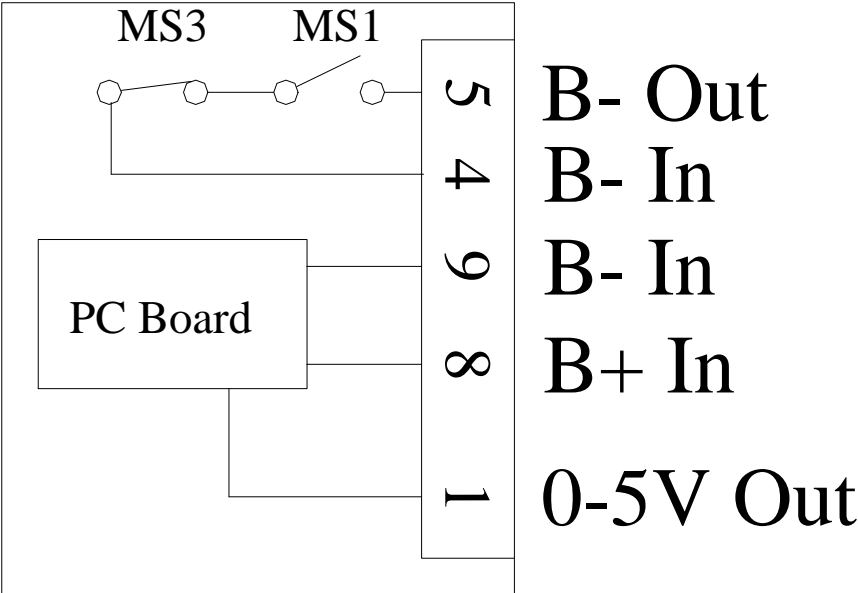 MS3 MS1
5 B- Out
4 B- In
9 B- In
PC Board
8 B+ In
1 0-5V Out